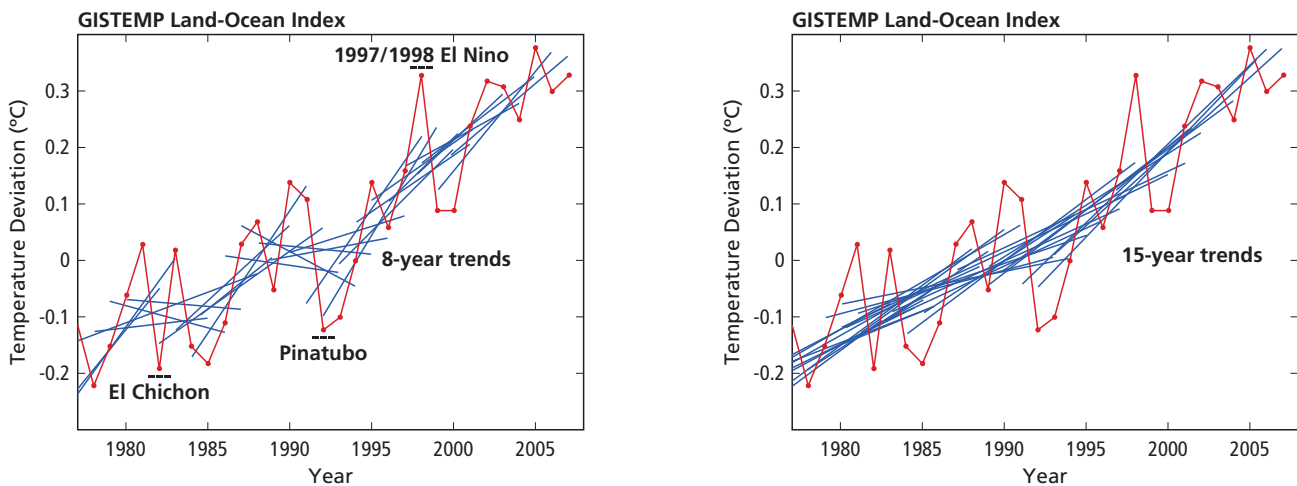 GISTEMP Land-Ocean Index
1997/1998 El Nino
0.3
0.2
0.1
0
-0.1
-0.2
Temperature Deviation (ºC)
8-year trends
Pinatubo
El Chichon
1980 1985 1990 1995 2000 2005
Year
GISTEMP Land-Ocean Index
0.3
0.2
0.1
0
-0.1
-0.2
Temperature Deviation (ºC)
15-year trends
1980 1985 1990 1995 2000 2005
Year